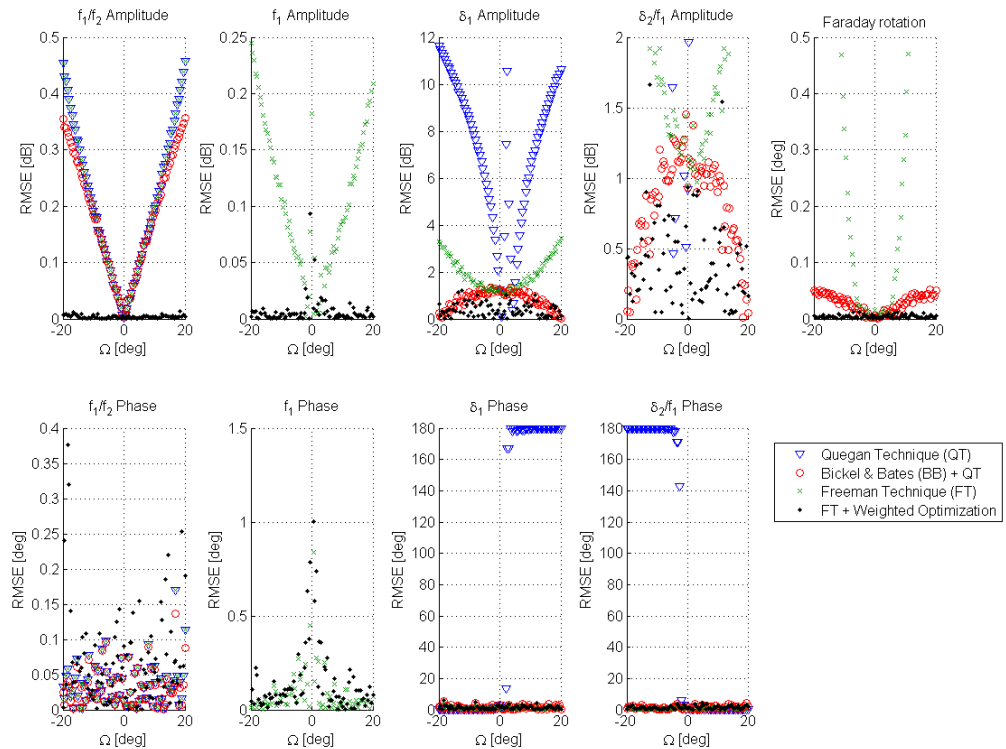 f1/f2 Amplitude
f1 Amplitude
δ1 Amplitude
δ2/f1 Amplitude
Faraday rotation
0.5
0.4
0.3
0.2
0.1
0
RMSE [dB]
-20 0 20
Ω [deg]
0.25
0.2
0.15
0.1
0.05
0
RMSE [dB]
-20 0 20
Ω [deg]
12
10
8
6
4
2
0
RMSE [dB]
-20 0 20
Ω [deg]
2
1.5
1
0.5
0
RMSE [dB]
-20 0 20
Ω [deg]
0.5
0.4
0.3
0.2
0.1
0
RMSE [deg]
-20 0 20
Ω [deg]
f1/f2 Phase
f1 Phase
δ1 Phase
δ2/f1 Phase
0.4
0.35
0.3
0.25
0.2
0.15
0.1
0.05
0
RMSE [deg]
-20 0 20
Ω [deg]
1.5
1
0.5
0
RMSE [deg]
-20 0 20
Ω [deg]
180
160
140
120
100
80
60
40
20
0
RMSE [deg]
-20 0 20
Ω [deg]
180
160
140
120
100
80
60
40
20
0
RMSE [deg]
-20 0 20
Ω [deg]
Quegan Technique (QT)
Bickel & Bates (BB) + QT
Freeman Technique (FT)
FT + Weighted Optimization